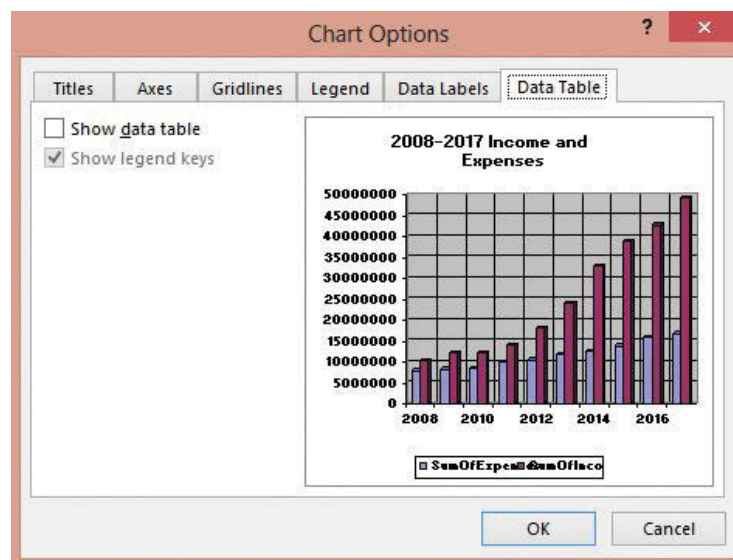 Chart Options
?
Titles Axes Gridlines Legend Data Labels Data Table
Show data table
Show legend keys
2008-2017 Income and
Expenses
50000000
45000000
40000000
35000000
30000000
25000000
20000000
15000000
10000000
5000000
0
2008 2010 2012 2014 2016
OK Cancel